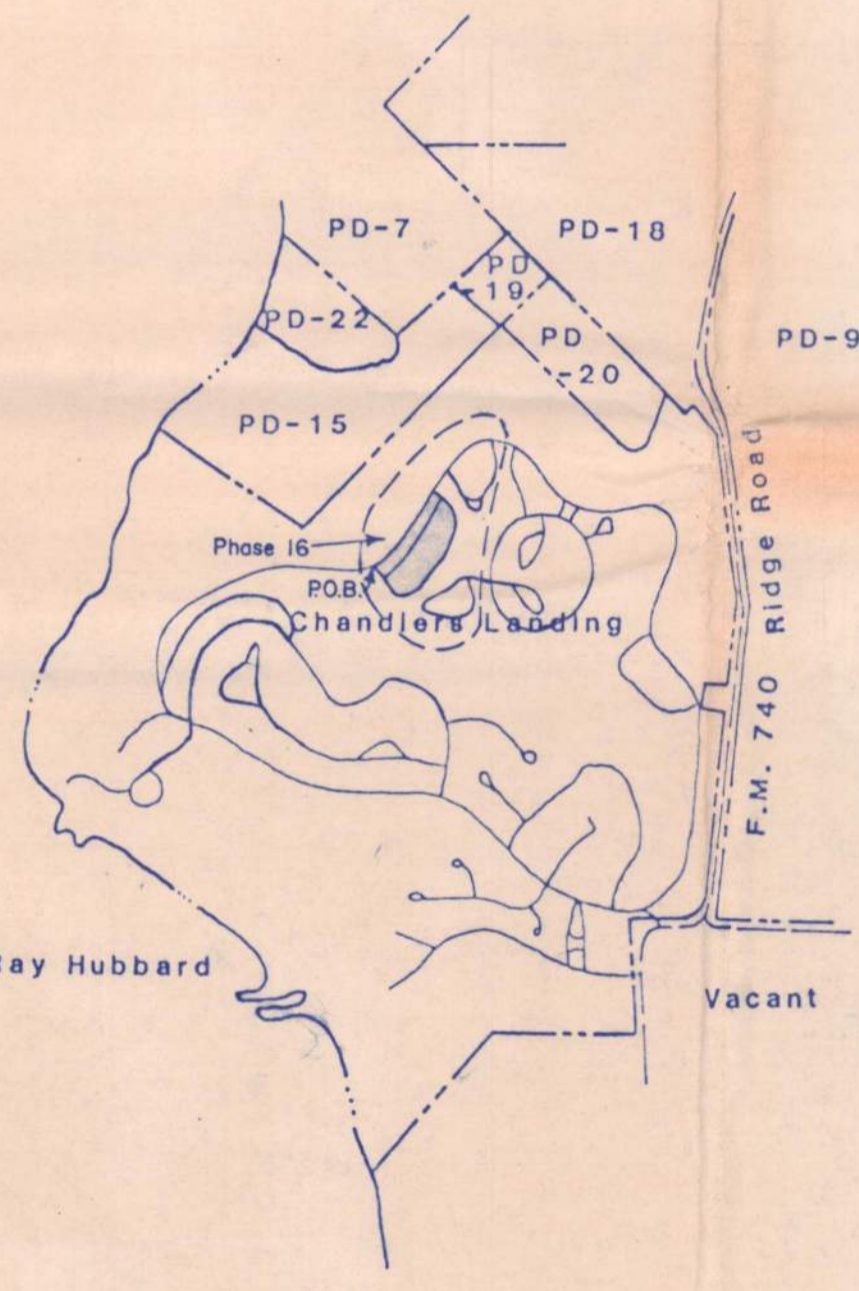 PD-7
PD-18
PD
19
PD-22
PD
-20
PD-9
PD-15
Phase 16
P.O.B.
Chandlers Landing
F.M. 740 Ridge Road
Ray Hubbard
Vacant